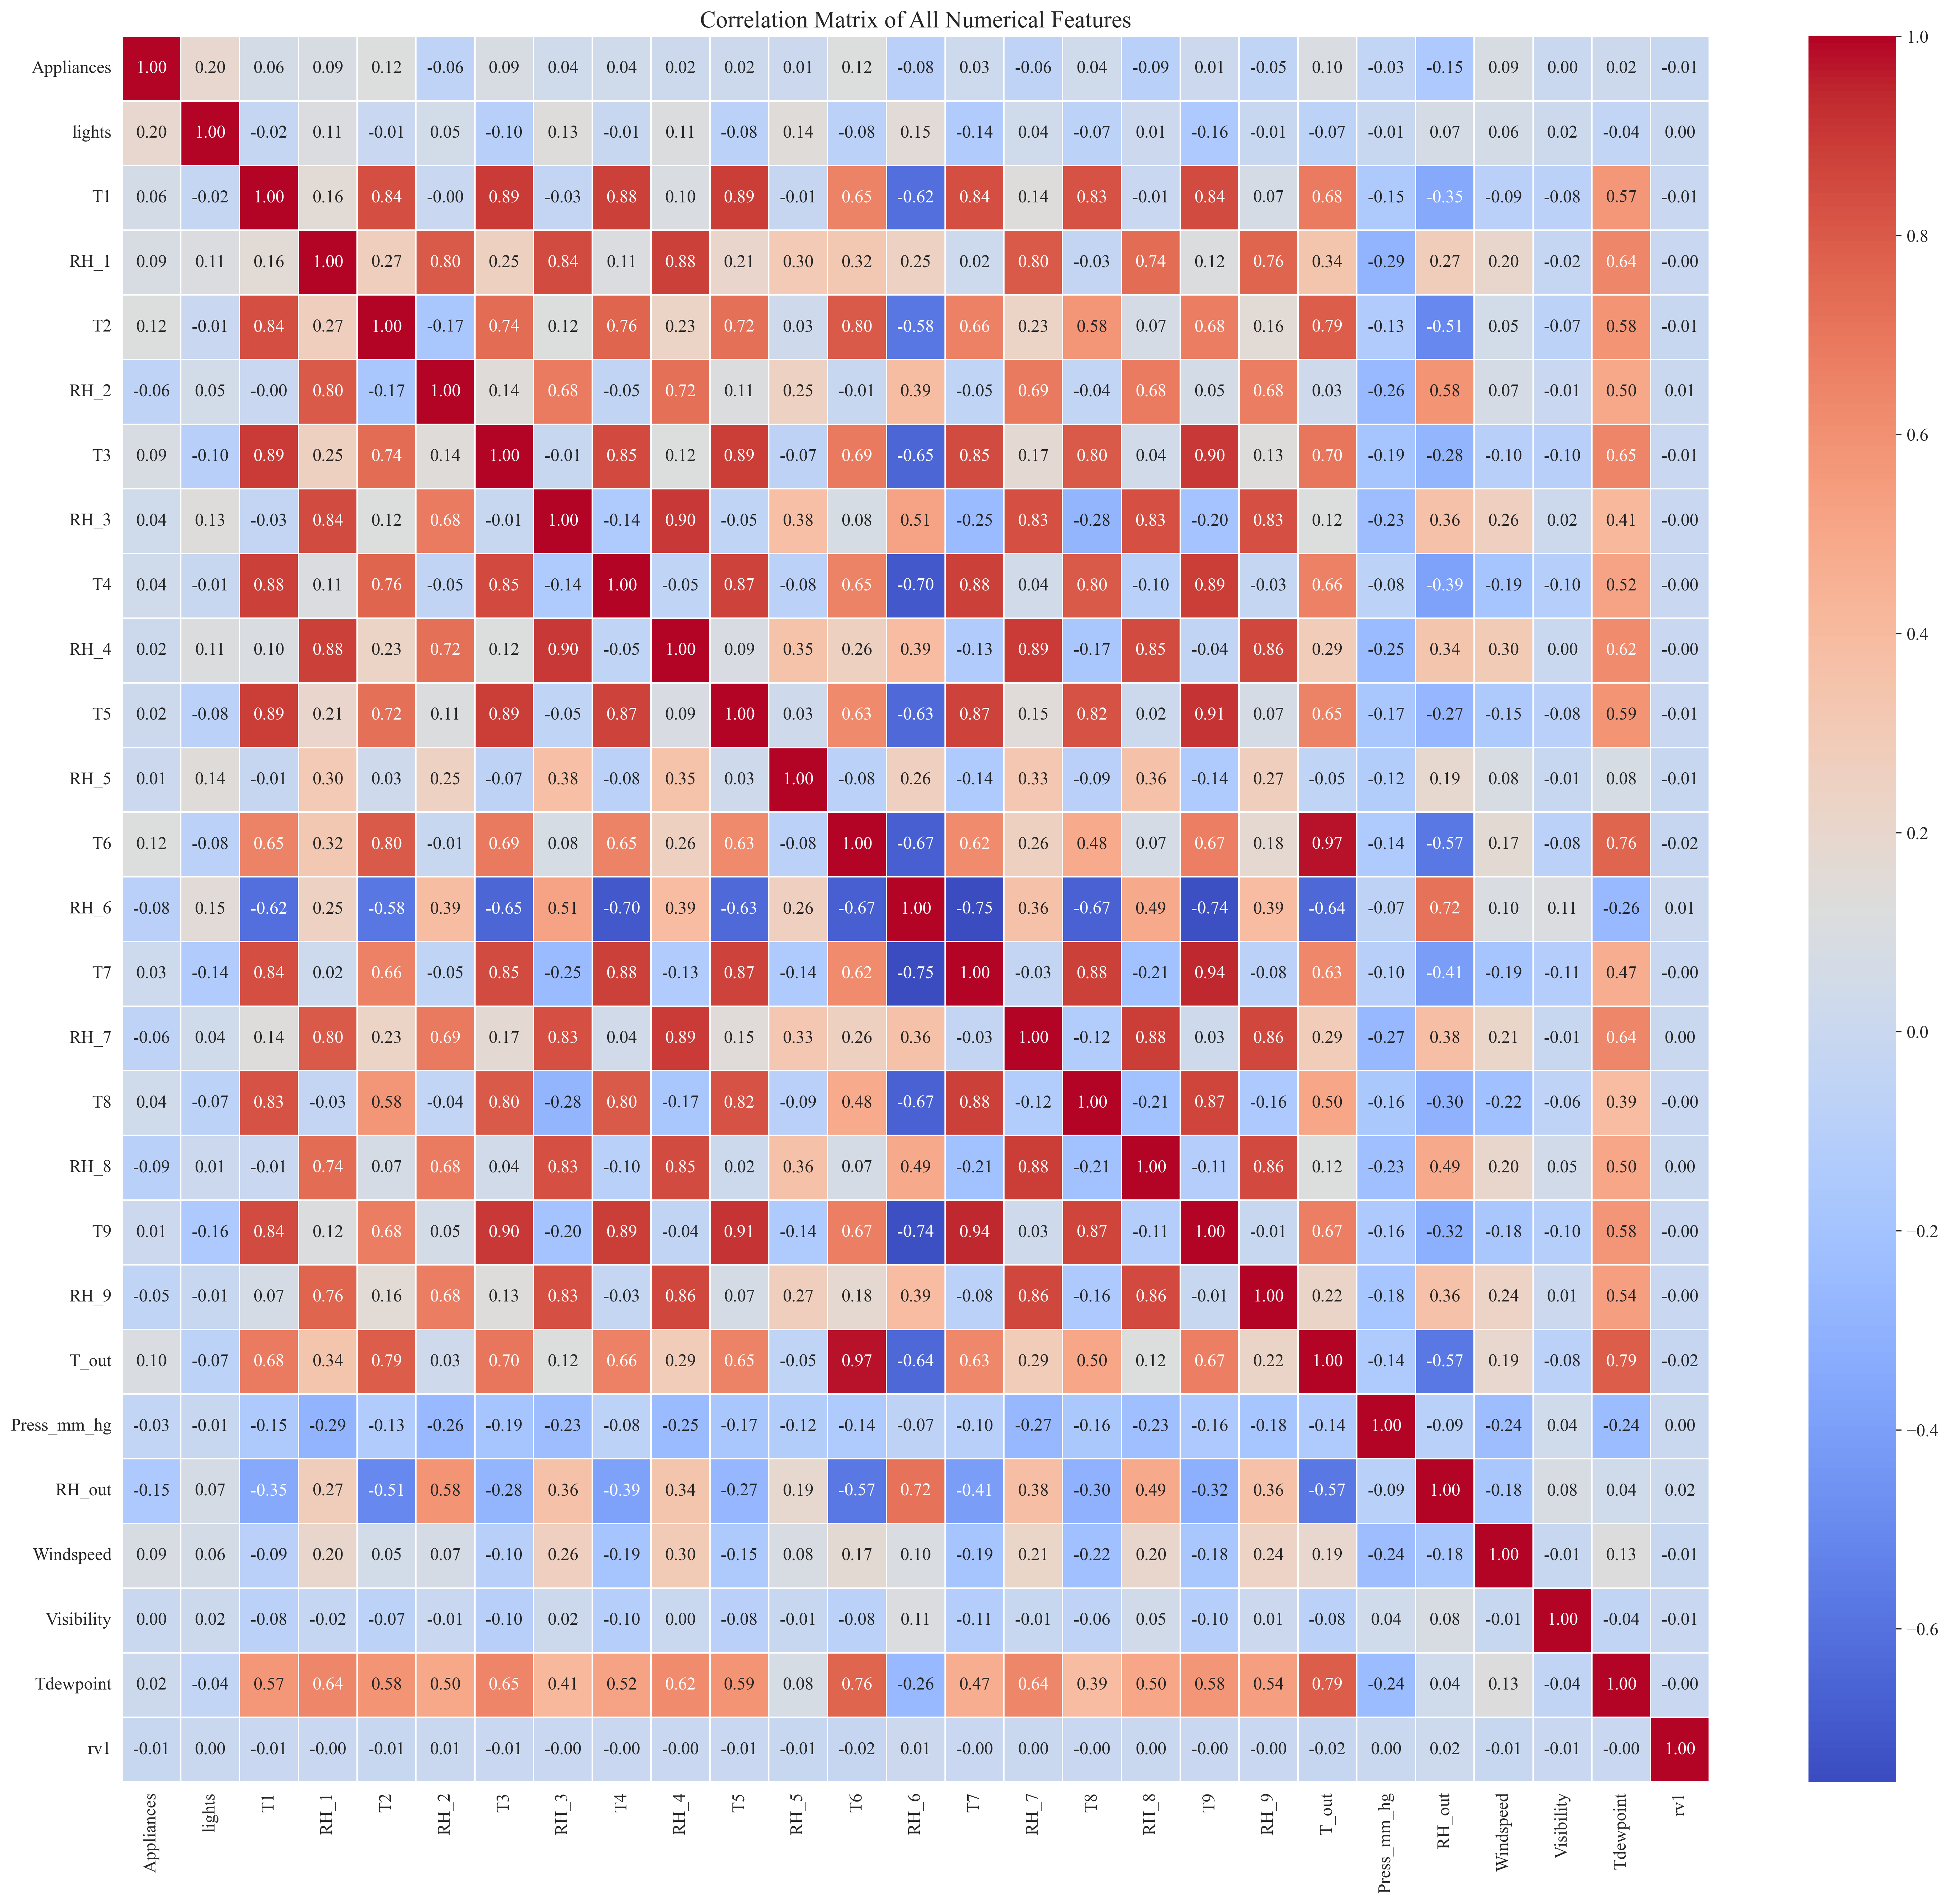 Correlation Matrix of All Numerical Features
Appliances 1.00 0.20 0.06 0.09 0.12 -0.06 0.09 0.04 0.04 0.02 0.02 0.01 0.12 -0.08 0.03 -0.06 0.04 -0.09 0.01 -0.05 0.10 -0.03 -0.15 0.09 0.00 0.02 -0.01
lights 0.20 1.00 -0.02 0.11 -0.01 0.05 -0.10 0.13 -0.01 0.11 -0.08 0.14 -0.08 0.15 -0.14 0.04 -0.07 0.01 -0.16 -0.01 -0.07 -0.01 0.07 0.06 0.02 -0.04 0.00
T1 0.06 -0.02 1.00 0.16 0.84 -0.00 0.89 -0.03 0.88 0.10 0.89 -0.01 0.65 -0.62 0.84 0.14 0.83 -0.01 0.84 0.07 0.68 -0.15 -0.35 -0.09 -0.08 0.57 -0.01
RH_1 0.09 0.11 0.16 1.00 0.27 0.80 0.25 0.84 0.11 0.88 0.21 0.30 0.32 0.25 0.02 0.80 -0.03 0.74 0.12 0.76 0.34 -0.29 0.27 0.20 -0.02 0.64 -0.00
T2 0.12 -0.01 0.84 0.27 1.00 -0.17 0.74 0.12 0.76 0.23 0.72 0.03 0.80 -0.58 0.66 0.23 0.58 0.07 0.68 0.16 0.79 -0.13 -0.51 0.05 -0.07 0.58 -0.01
RH_2 -0.06 0.05 -0.00 0.80 -0.17 1.00 0.14 0.68 -0.05 0.72 0.11 0.25 -0.01 0.39 -0.05 0.69 -0.04 0.68 0.05 0.68 0.03 -0.26 0.58 0.07 -0.01 0.50 0.01
T3 0.09 -0.10 0.89 0.25 0.74 0.14 1.00 -0.01 0.85 0.12 0.89 -0.07 0.69 -0.65 0.85 0.17 0.80 0.04 0.90 0.13 0.70 -0.19 -0.28 -0.10 -0.10 0.65 -0.01
RH_3 0.04 0.13 -0.03 0.84 0.12 0.68 -0.01 1.00 -0.14 0.90 -0.05 0.38 0.08 0.51 -0.25 0.83 -0.28 0.83 -0.20 0.83 0.12 -0.23 0.36 0.26 0.02 0.41 -0.00
T4 0.04 -0.01 0.88 0.11 0.76 -0.05 0.85 -0.14 1.00 -0.05 0.87 -0.08 0.65 -0.70 0.88 0.04 0.80 -0.10 0.89 -0.03 0.66 -0.08 -0.39 -0.19 -0.10 0.52 -0.00
RH_4 0.02 0.11 0.10 0.88 0.23 0.72 0.12 0.90 -0.05 1.00 0.09 0.35 0.26 0.39 -0.13 0.89 -0.17 0.85 -0.04 0.86 0.29 -0.25 0.34 0.30 0.00 0.62 -0.00
T5 0.02 -0.08 0.89 0.21 0.72 0.11 0.89 -0.05 0.87 0.09 1.00 0.03 0.63 -0.63 0.87 0.15 0.82 0.02 0.91 0.07 0.65 -0.17 -0.27 -0.15 -0.08 0.59 -0.01
RH_5 0.01 0.14 -0.01 0.30 0.03 0.25 -0.07 0.38 -0.08 0.35 0.03 1.00 -0.08 0.26 -0.14 0.33 -0.09 0.36 -0.14 0.27 -0.05 -0.12 0.19 0.08 -0.01 0.08 -0.01
T6 0.12 -0.08 0.65 0.32 0.80 -0.01 0.69 0.08 0.65 0.26 0.63 -0.08 1.00 -0.67 0.62 0.26 0.48 0.07 0.67 0.18 0.97 -0.14 -0.57 0.17 -0.08 0.76 -0.02
RH_6 -0.08 0.15 -0.62 0.25 -0.58 0.39 -0.65 0.51 -0.70 0.39 -0.63 0.26 -0.67 1.00 -0.75 0.36 -0.67 0.49 -0.74 0.39 -0.64 -0.07 0.72 0.10 0.11 -0.26 0.01
T7 0.03 -0.14 0.84 0.02 0.66 -0.05 0.85 -0.25 0.88 -0.13 0.87 -0.14 0.62 -0.75 1.00 -0.03 0.88 -0.21 0.94 -0.08 0.63 -0.10 -0.41 -0.19 -0.11 0.47 -0.00
RH_7 -0.06 0.04 0.14 0.80 0.23 0.69 0.17 0.83 0.04 0.89 0.15 0.33 0.26 0.36 -0.03 1.00 -0.12 0.88 0.03 0.86 0.29 -0.27 0.38 0.21 -0.01 0.64 0.00
T8 0.04 -0.07 0.83 -0.03 0.58 -0.04 0.80 -0.28 0.80 -0.17 0.82 -0.09 0.48 -0.67 0.88 -0.12 1.00 -0.21 0.87 -0.16 0.50 -0.16 -0.30 -0.22 -0.06 0.39 -0.00
RH_8 -0.09 0.01 -0.01 0.74 0.07 0.68 0.04 0.83 -0.10 0.85 0.02 0.36 0.07 0.49 -0.21 0.88 -0.21 1.00 -0.11 0.86 0.12 -0.23 0.49 0.20 0.05 0.50 0.00
T9 0.01 -0.16 0.84 0.12 0.68 0.05 0.90 -0.20 0.89 -0.04 0.91 -0.14 0.67 -0.74 0.94 0.03 0.87 -0.11 1.00 -0.01 0.67 -0.16 -0.32 -0.18 -0.10 0.58 -0.00
RH_9 -0.05 -0.01 0.07 0.76 0.16 0.68 0.13 0.83 -0.03 0.86 0.07 0.27 0.18 0.39 -0.08 0.86 -0.16 0.86 -0.01 1.00 0.22 -0.18 0.36 0.24 0.01 0.54 -0.00
T_out 0.10 -0.07 0.68 0.34 0.79 0.03 0.70 0.12 0.66 0.29 0.65 -0.05 0.97 -0.64 0.63 0.29 0.50 0.12 0.67 0.22 1.00 -0.14 -0.57 0.19 -0.08 0.79 -0.02
Press_mm_hg -0.03 -0.01 -0.15 -0.29 -0.13 -0.26 -0.19 -0.23 -0.08 -0.25 -0.17 -0.12 -0.14 -0.07 -0.10 -0.27 -0.16 -0.23 -0.16 -0.18 -0.14 1.00 -0.09 -0.24 0.04 -0.24 0.00
RH_out -0.15 0.07 -0.35 0.27 -0.51 0.58 -0.28 0.36 -0.39 0.34 -0.27 0.19 -0.57 0.72 -0.41 0.38 -0.30 0.49 -0.32 0.36 -0.57 -0.09 1.00 -0.18 0.08 0.04 0.02
Windspeed 0.09 0.06 -0.09 0.20 0.05 0.07 -0.10 0.26 -0.19 0.30 -0.15 0.08 0.17 0.10 -0.19 0.21 -0.22 0.20 -0.18 0.24 0.19 -0.24 -0.18 1.00 -0.01 0.13 -0.01
Visibility 0.00 0.02 -0.08 -0.02 -0.07 -0.01 -0.10 0.02 -0.10 0.00 -0.08 -0.01 -0.08 0.11 -0.11 -0.01 -0.06 0.05 -0.10 0.01 -0.08 0.04 0.08 -0.01 1.00 -0.04 -0.01
Tdewpoint 0.02 -0.04 0.57 0.64 0.58 0.50 0.65 0.41 0.52 0.62 0.59 0.08 0.76 -0.26 0.47 0.64 0.39 0.50 0.58 0.54 0.79 -0.24 0.04 0.13 -0.04 1.00 -0.00
rv1 -0.01 0.00 -0.01 -0.00 -0.01 0.01 -0.01 -0.00 -0.00 -0.00 -0.01 -0.01 -0.02 0.01 -0.00 0.00 -0.00 0.00 -0.00 -0.00 -0.02 0.00 0.02 -0.01 -0.01 -0.00 1.00
Appliances lights T1 RH_1 T2 RH_2 T3 RH_3 T4 RH_4 T5 RH_5 T6 RH_6 T7 RH_7 T8 RH_8 T9 RH_9 T_out Press_mm_hg RH_out Windspeed Visibility Tdewpoint rv1
1.0
0.8
0.6
0.4
0.2
0.0
−0.2
−0.4
−0.6